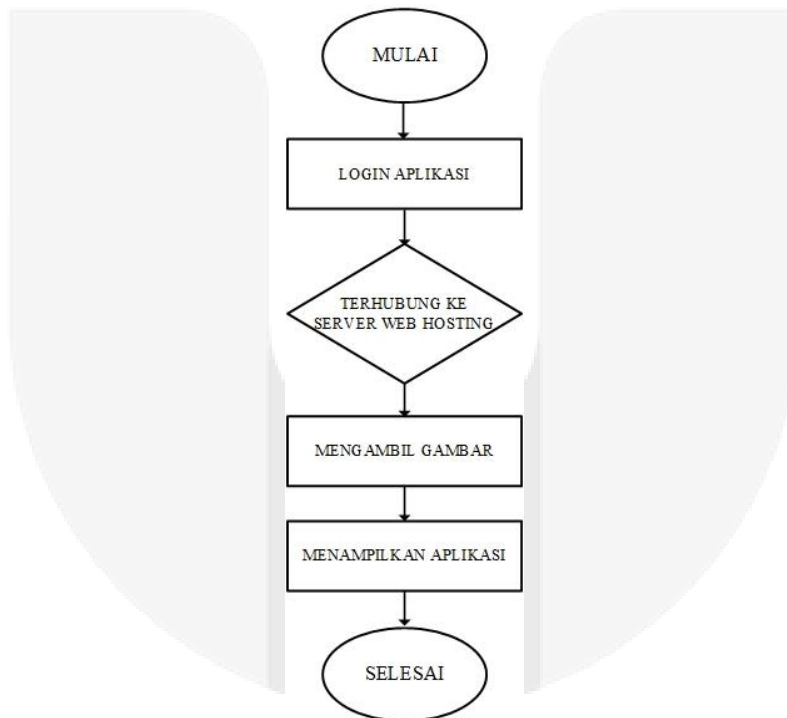 MULAI
LOGIN APLIKASI
TERHUBUNG KE
SERVER WEB HOSTING
MENGAMBIL GAMBAR
MENAMPILKAN APLIKASI
SELESAI